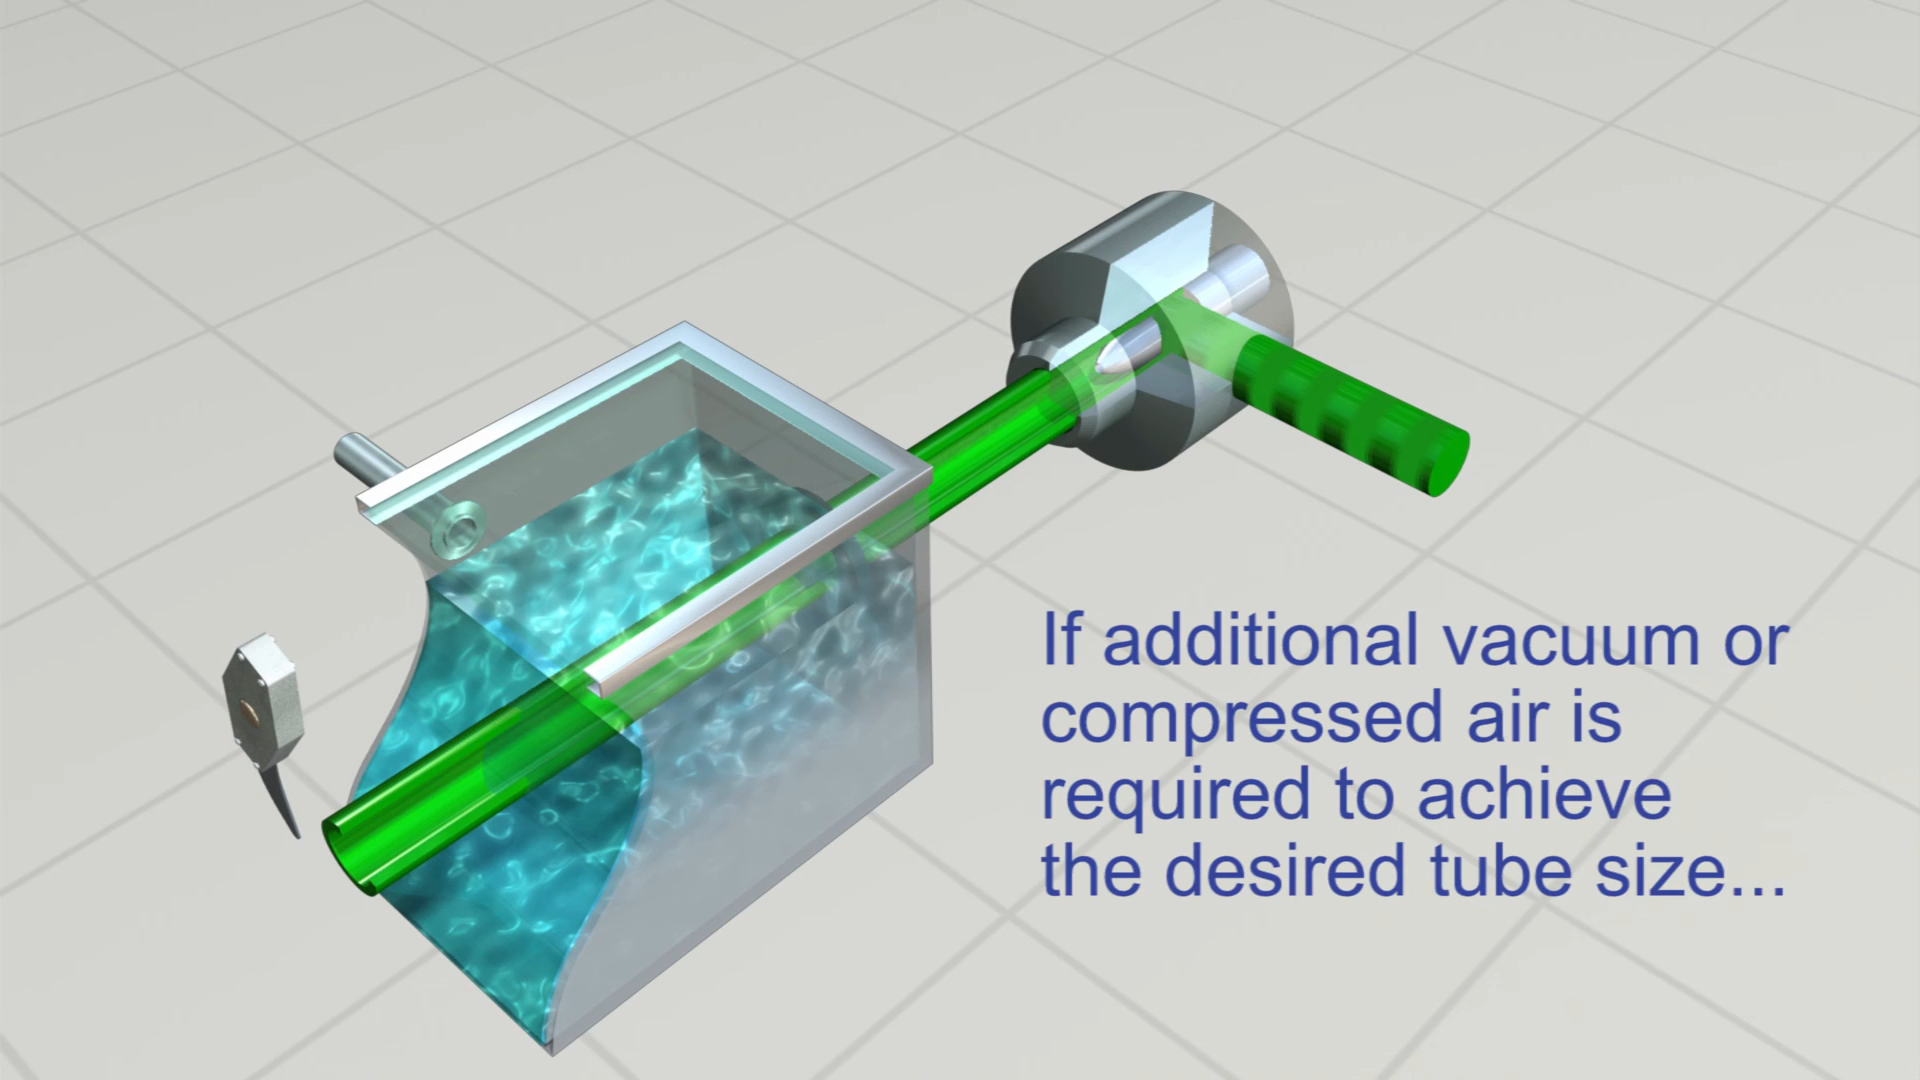 If additional vacuum or
compressed air is
required to achieve
the desired tube size...